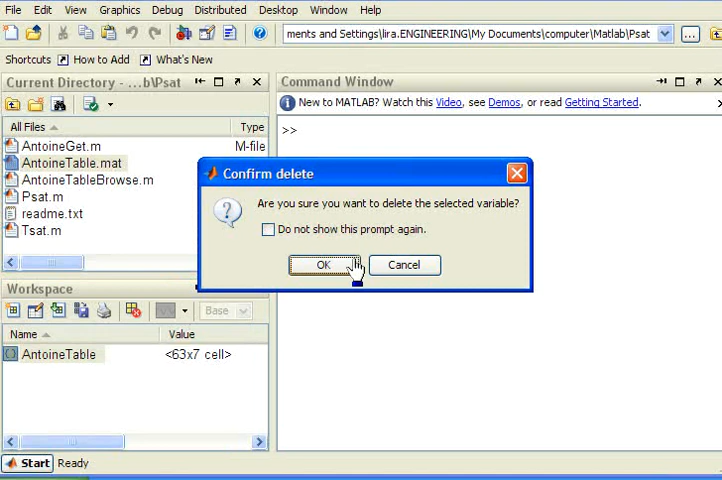 File Edit View Graphics Debug Distributed Desktop Window Help
ments and Settings\lira.ENGINEERING\My Documents\computer\Matlab\Psat ...
Shortcuts How to Add What's New
Current Directory - ...b\Psat
Command Window
New to MATLAB? Watch this Video, see Demos, or read Getting Started.
All Files Type
>>
AntoineGet.m M-file
AntoineTable.mat
AntoineTableBrowse.m
Psat.m
readme.txt
Tsat.m
Confirm delete
Are you sure you want to delete the selected variable?
Do not show this prompt again.
OK Cancel
Workspace
Base
Name Value
AntoineTable <63x7 cell>
Start Ready